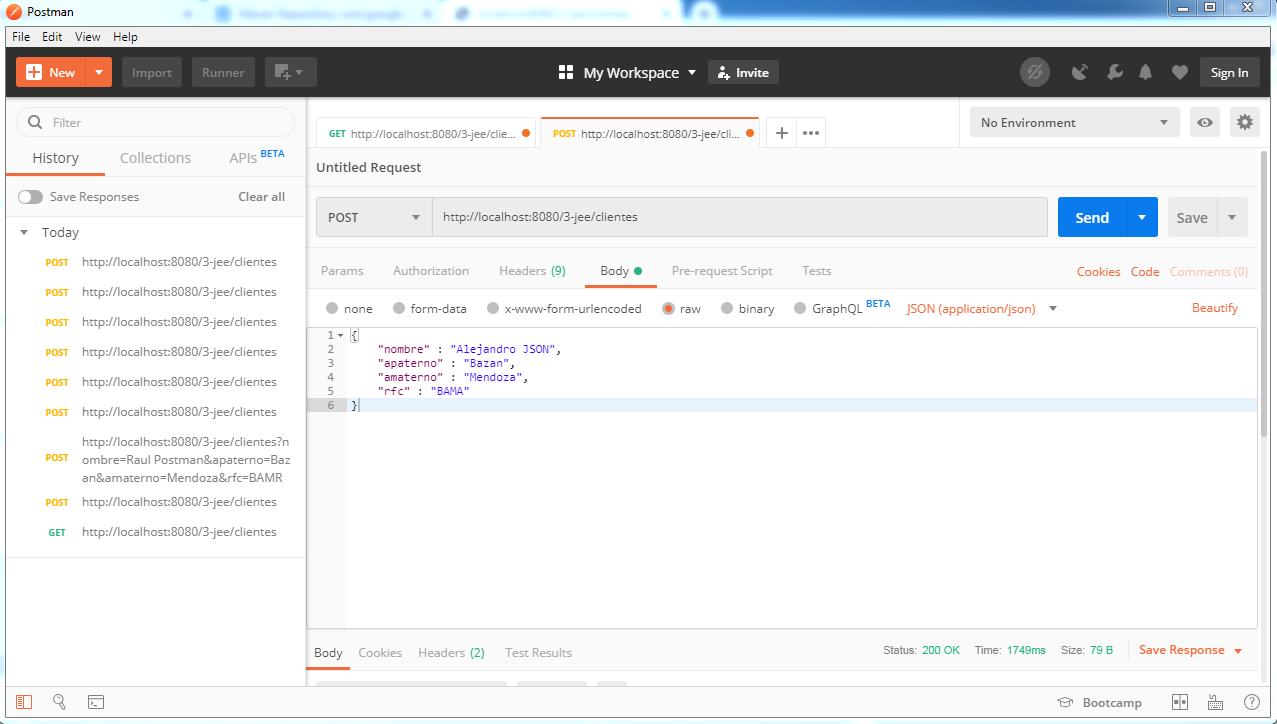 Postman
File Edit View Help
New Import Runner My Workspace Invite Sign In
Filter
History Collections APIs BETA
Save Responses Clear all
Today
POST http://localhost:8080/3-jee/clientes
POST http://localhost:8080/3-jee/clientes
POST http://localhost:8080/3-jee/clientes
POST http://localhost:8080/3-jee/clientes
POST http://localhost:8080/3-jee/clientes
POST http://localhost:8080/3-jee/clientes
POST http://localhost:8080/3-jee/clientes?n
ombre=Raul Postman&apaterno=Baz
an&amaterno=Mendoza&rfc=BAMR
POST http://localhost:8080/3-jee/clientes
GET http://localhost:8080/3-jee/clientes
GET http://localhost:8080/3-jee/clie... POST http://localhost:8080/3-jee/cli... No Environment
Untitled Request
POST http://localhost:8080/3-jee/clientes Send Save
Params Authorization Headers (9) Body Pre-request Script Tests Cookies Code Comments (0)
none form-data x-www-form-urlencoded raw binary GraphQL BETA JSON (application/json) Beautify
1 {
2 "nombre" : "Alejandro JSON",
3 "apaterno" : "Bazan",
4 "amaterno" : "Mendoza",
5 "rfc" : "BAMA"
6 }
Body Cookies Headers (2) Test Results Status: 200 OK Time: 1749ms Size: 79 B Save Response
Bootcamp